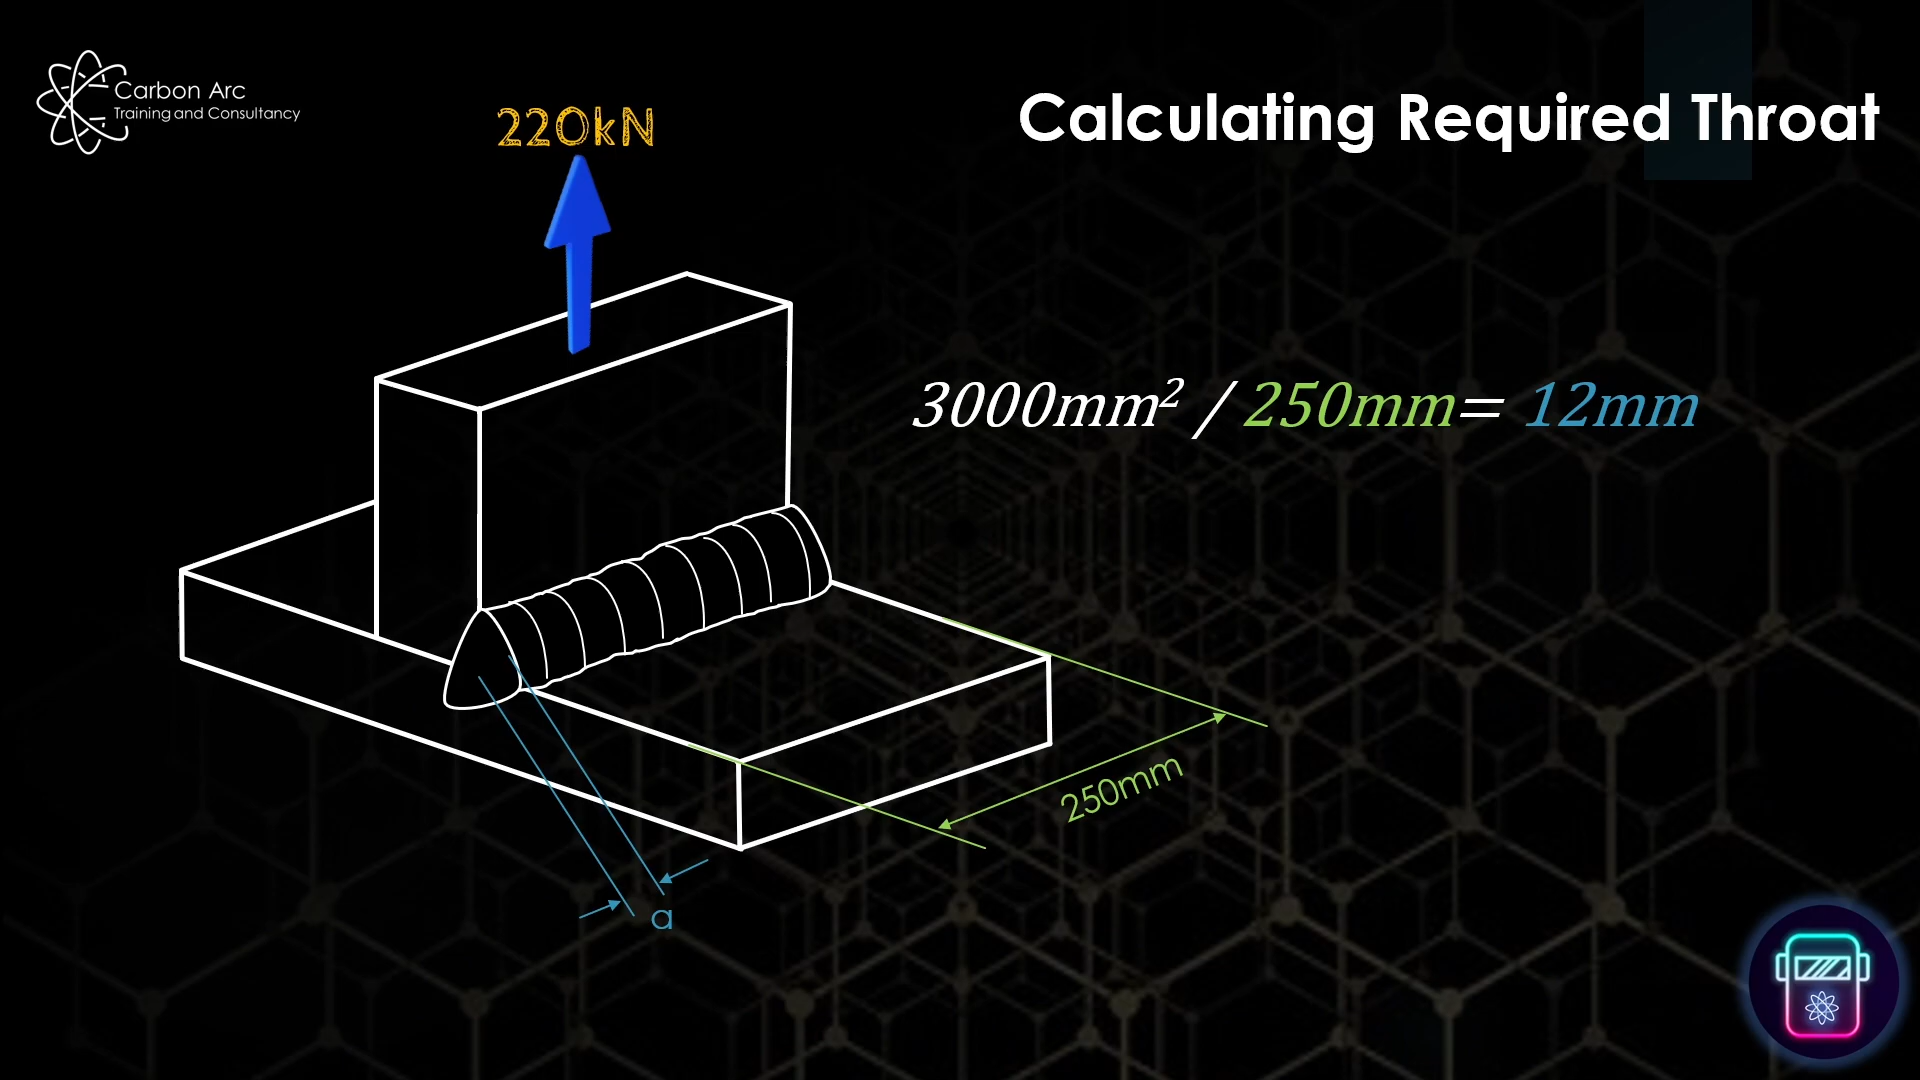 Carbon Arc
Training and Consultancy
220kN
Calculating Required Throat
3000mm² / 250mm= 12mm
250mm
a